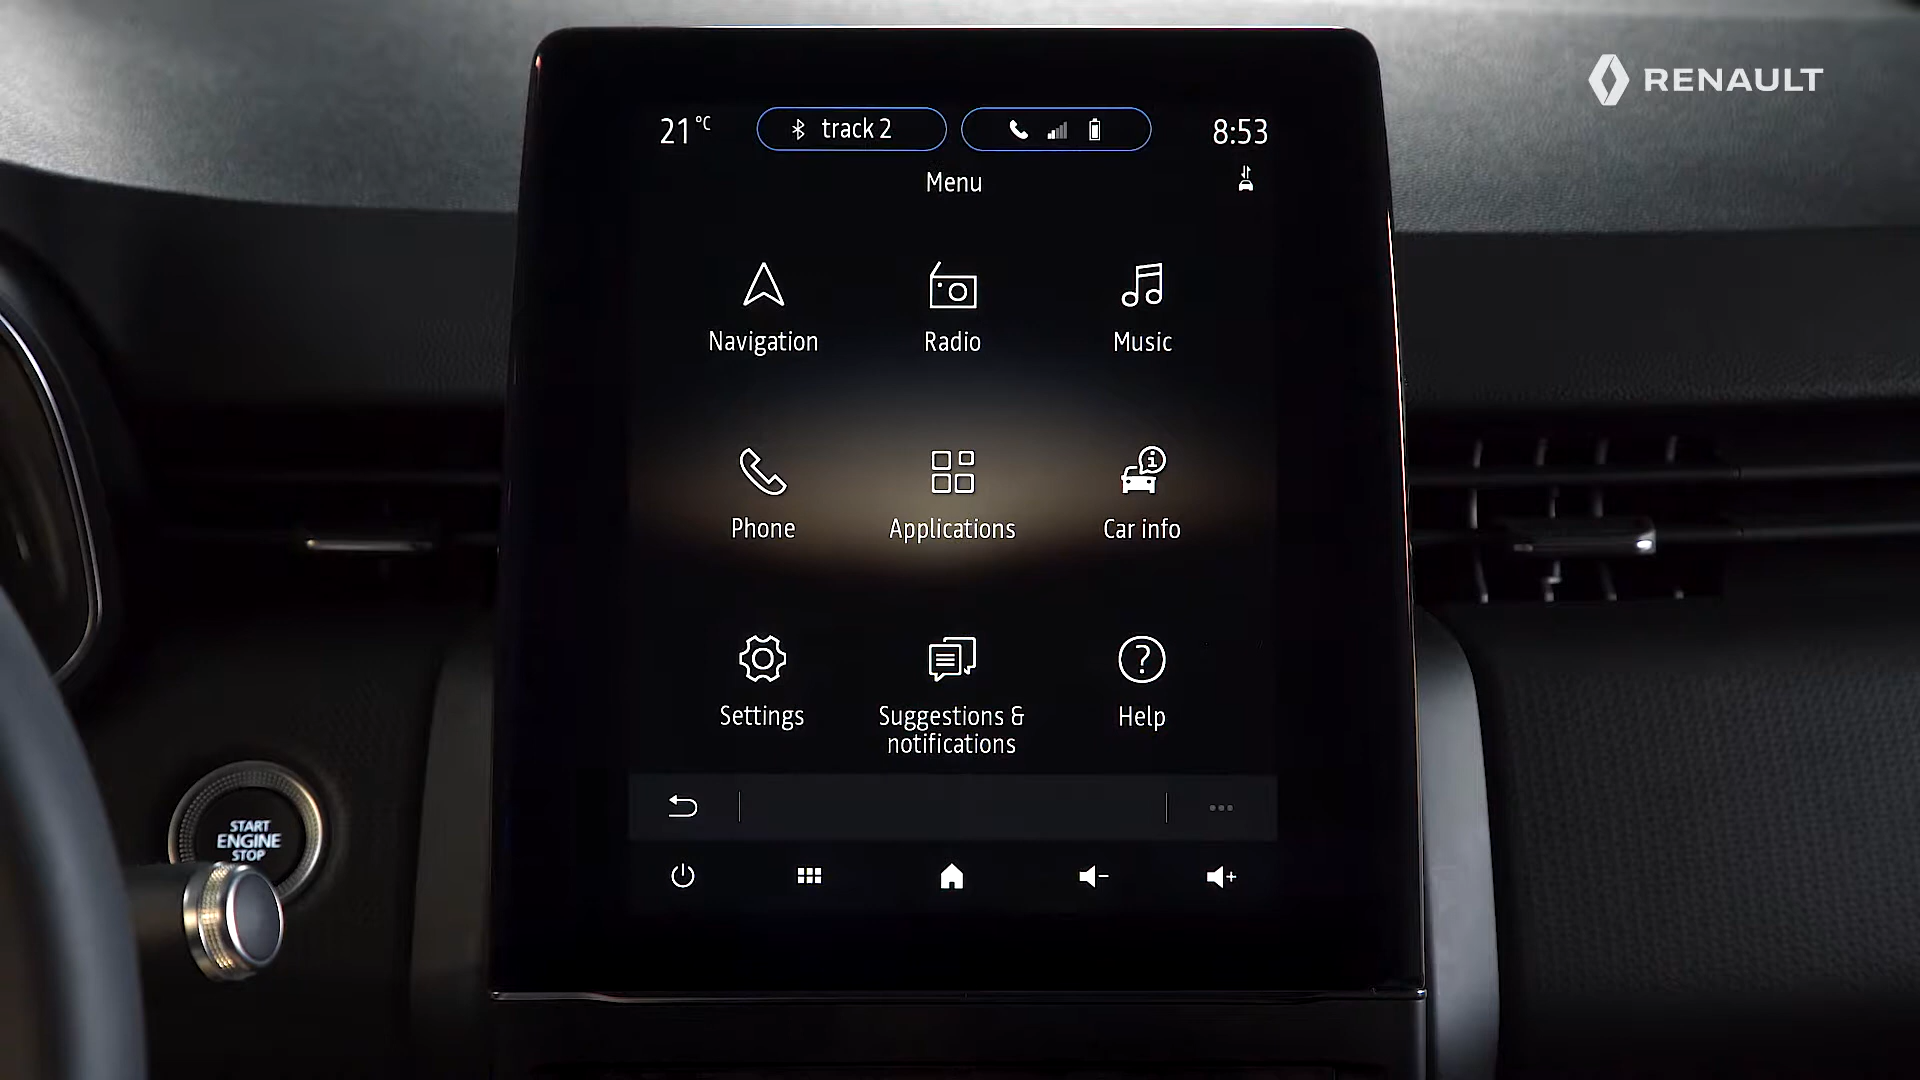 RENAULT
21 °C
track 2
8:53
Menu
Navigation
Radio
Music
Phone
Applications
Car info
Settings
Suggestions &
notifications
Help
START
ENGINE
STOP